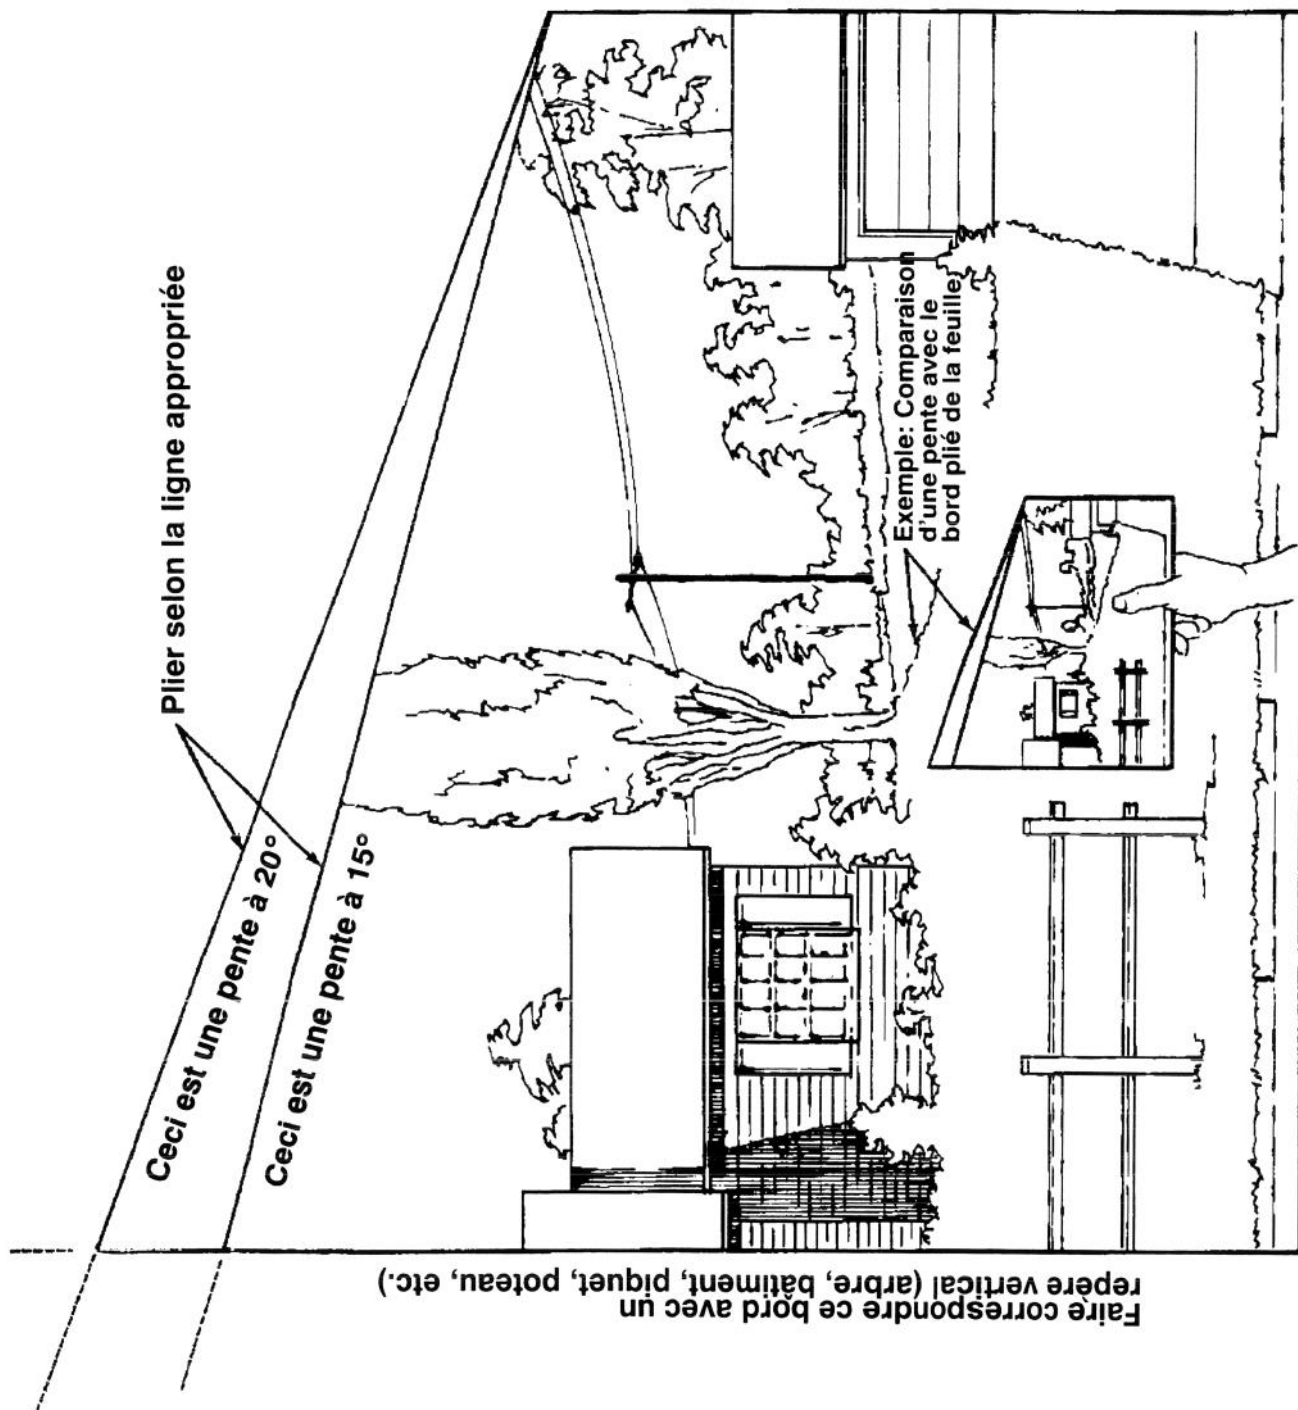 Plier selon la ligne appropriée
Ceci est une pente à 20°
Ceci est une pente à 15°
Exemple: Comparaison
d'une pente avec le
bord plié de la feuille
Faire correspondre ce bord avec un
repère vertical (arbre, bâtiment, piquet, poteau, etc.)